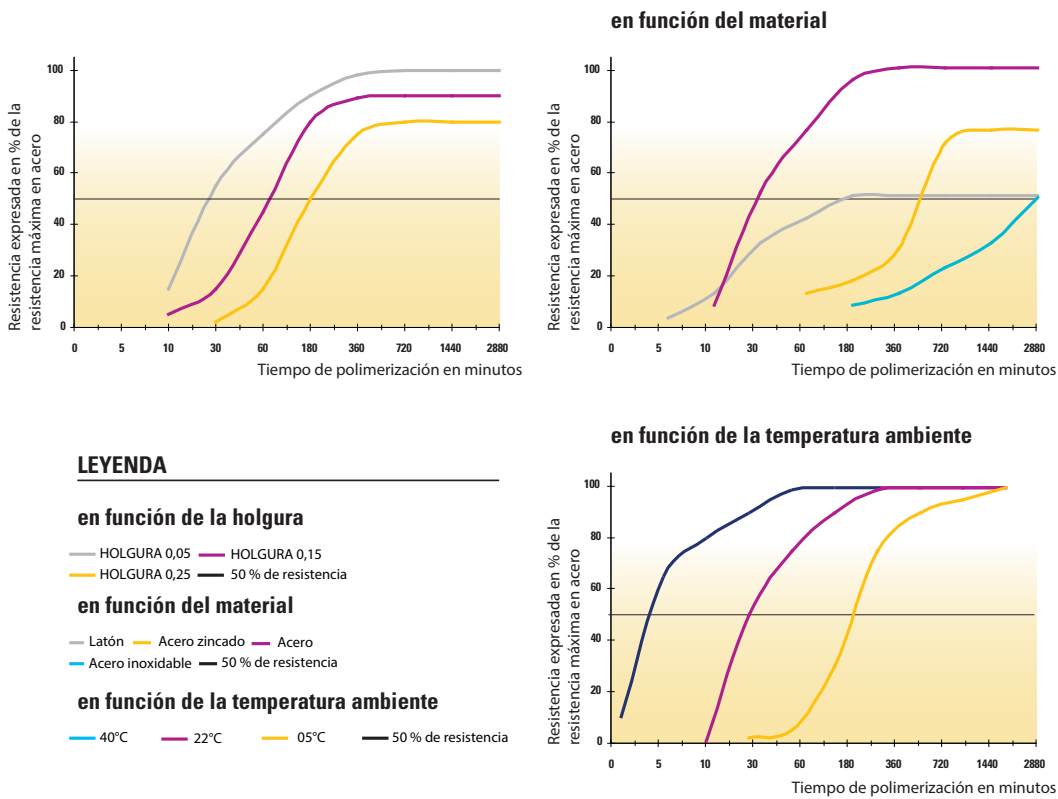 Resistencia expresada en % de la
resistencia máxima en acero
100
80
60
40
20
0
0 5 10 30 60 180 360 720 1440 2880
Tiempo de polimerización en minutos
en función del material
Resistencia expresada en % de la
resistencia máxima en acero
100
80
60
40
20
0
0 5 10 30 60 180 360 720 1440 2880
Tiempo de polimerización en minutos
LEYENDA
en función de la holgura
HOLGURA 0,05 HOLGURA 0,15
HOLGURA 0,25 50 % de resistencia
en función del material
Latón Acero zincado Acero
Acero inoxidable 50 % de resistencia
en función de la temperatura ambiente
40°C 22°C 05°C 50 % de resistencia
en función de la temperatura ambiente
Resistencia expresada en % de la
resistencia máxima en acero
100
80
60
40
20
0
0 5 10 30 60 180 360 720 1440 2880
Tiempo de polimerización en minutos